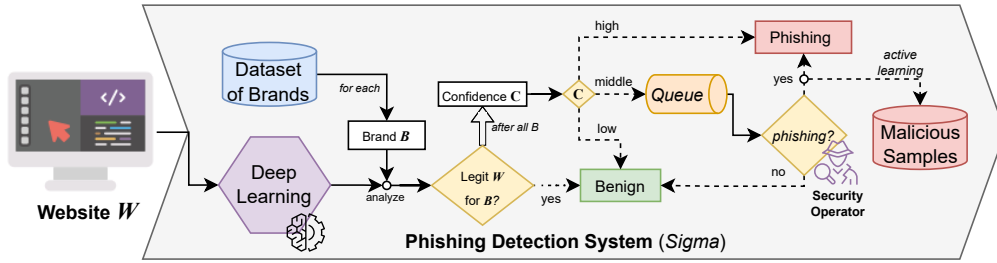 Website W
Dataset
of Brands
for each
Brand B
Deep
Learning
analyze
Legit W
for B?
yes
after all B
Confidence C
C
high
middle
low
Queue
Benign
Phishing
yes
active
learning
phishing?
no
Malicious
Samples
Security
Operator
Phishing Detection System (Sigma)